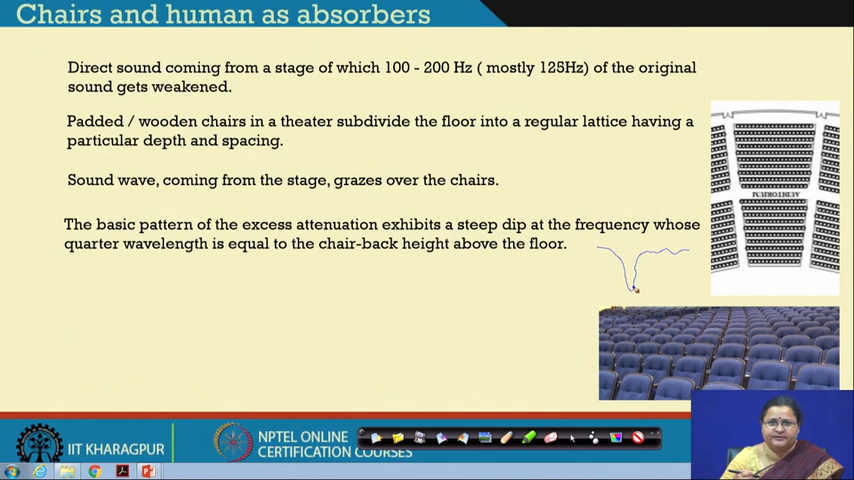 Chairs and human as absorbers
Direct sound coming from a stage of which 100 - 200 Hz ( mostly 125Hz) of the original
sound gets weakened.
Padded / wooden chairs in a theater subdivide the floor into a regular lattice having a
particular depth and spacing.
Sound wave, coming from the stage, grazes over the chairs.
The basic pattern of the excess attenuation exhibits a steep dip at the frequency whose
quarter wavelength is equal to the chair-back height above the floor.
AUDITORIUM
IIT KHARAGPUR
NPTEL ONLINE
CERTIFICATION COURSES